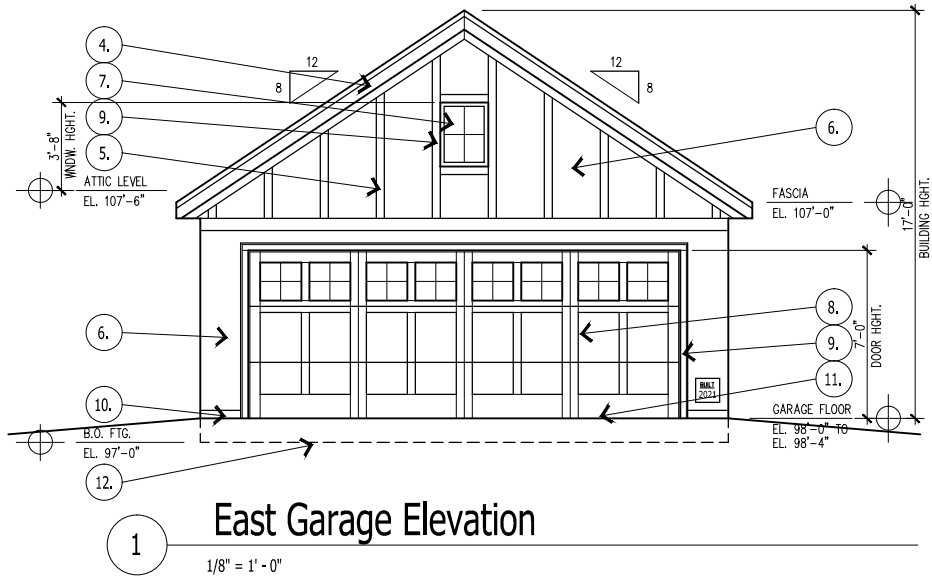 4.
7.
9.
5.
12
8
12
8
6.
3'-8"
WNDW. HGHT.
ATTIC LEVEL
EL. 107'-6"
FASCIA
EL. 107'-0"
17'-0"
BUILDING HGHT.
6.
8.
9.
11.
7'-0"
DOOR HGHT.
BUILT
2021
10.
GARAGE FLOOR
EL. 98'-0" TO
EL. 98'-4"
B.O. FTG.
EL. 97'-0"
12.
1
East Garage Elevation
1/8" = 1' - 0"